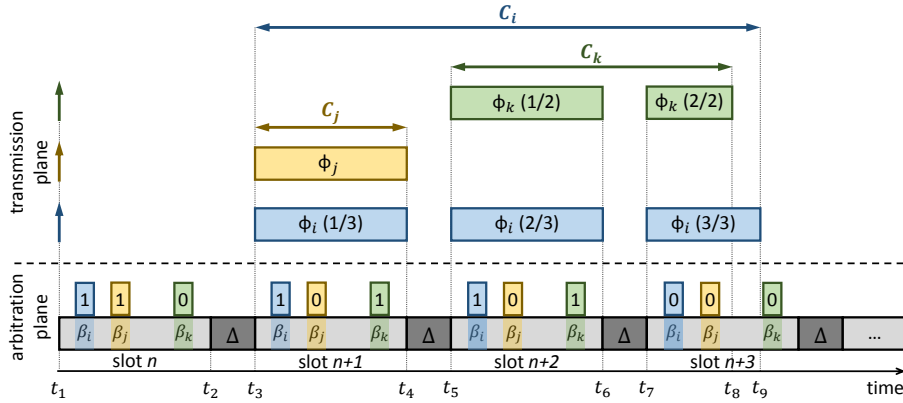 C_i
C_k
ϕ_k (1/2) ϕ_k (2/2)
C_j
transmission
plane
ϕ_j
ϕ_i (1/3) ϕ_i (2/3) ϕ_i (3/3)
arbitration
plane
1 1 0 1 0 1 1 0 1 0 0 0
β_i β_j β_k Δ β_i β_j β_k Δ β_i β_j β_k Δ β_i β_j β_k Δ ...
slot n slot n+1 slot n+2 slot n+3
t_1 t_2 t_3 t_4 t_5 t_6 t_7 t_8 t_9 time